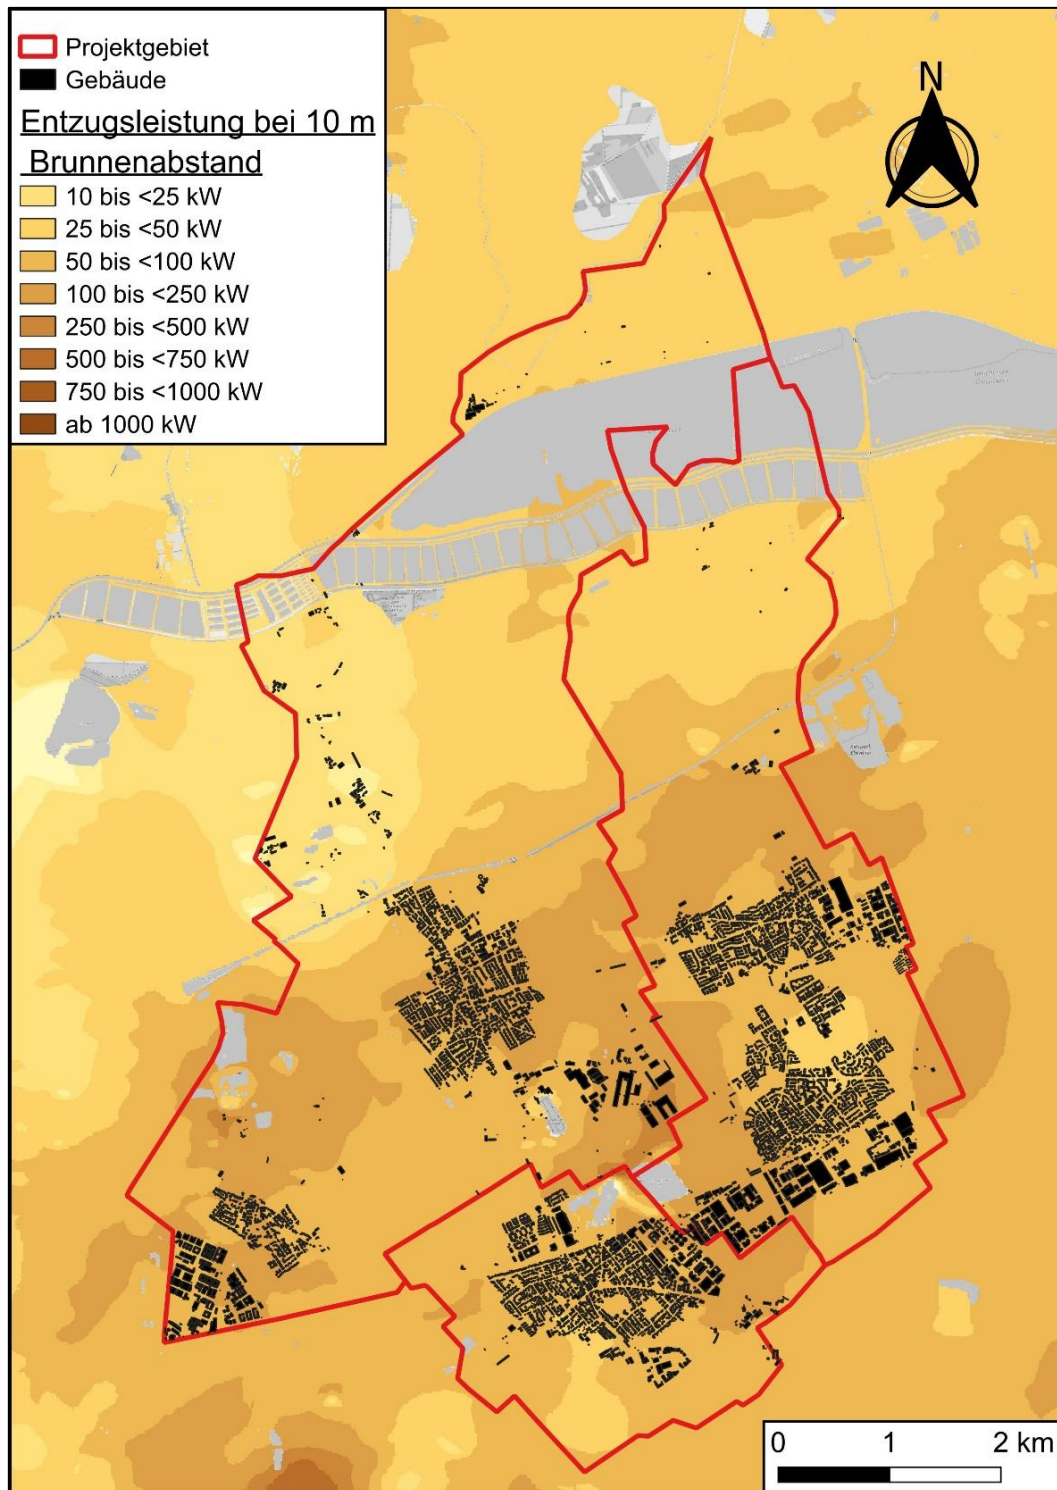 Projektgebiet
Gebäude
Entzugsleistung bei 10 m
Brunnenabstand
10 bis <25 kW
25 bis <50 kW
50 bis <100 kW
100 bis <250 kW
250 bis <500 kW
500 bis <750 kW
750 bis <1000 kW
ab 1000 kW
N
0 1 2 km